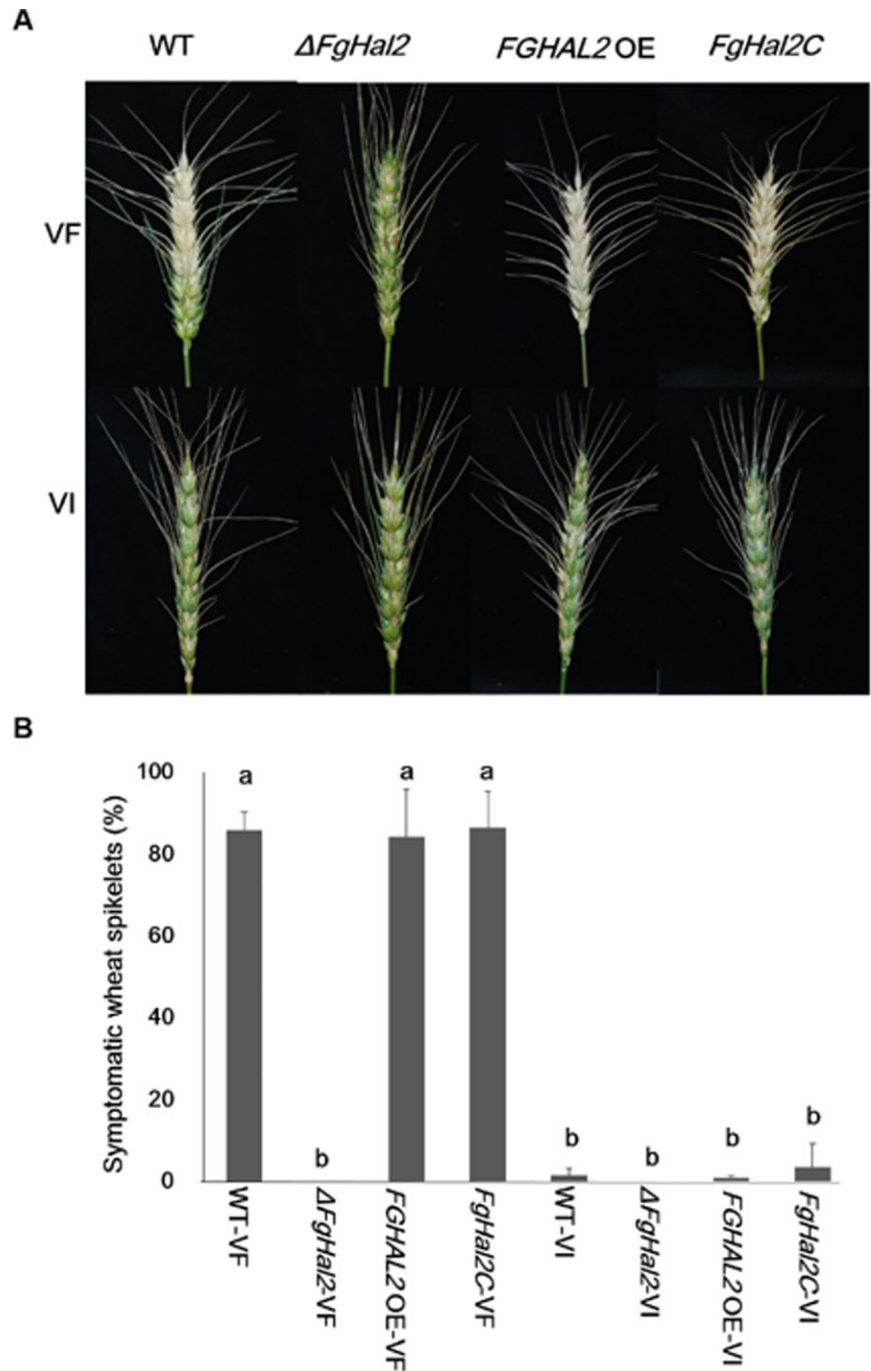 A
WT ΔFgHal2 FGHAL2 OE FgHal2C
VF
VI
B
Symptomatic wheat spikelets (%)
100
80
60
40
20
0
a
b
a
a
b
b
b
b
WT-VF
ΔFgHal2-VF
FGHAL2 OE-VF
FgHal2C-VF
WT-VI
ΔFgHal2-VI
FGHAL2 OE-VI
FgHal2C-VI